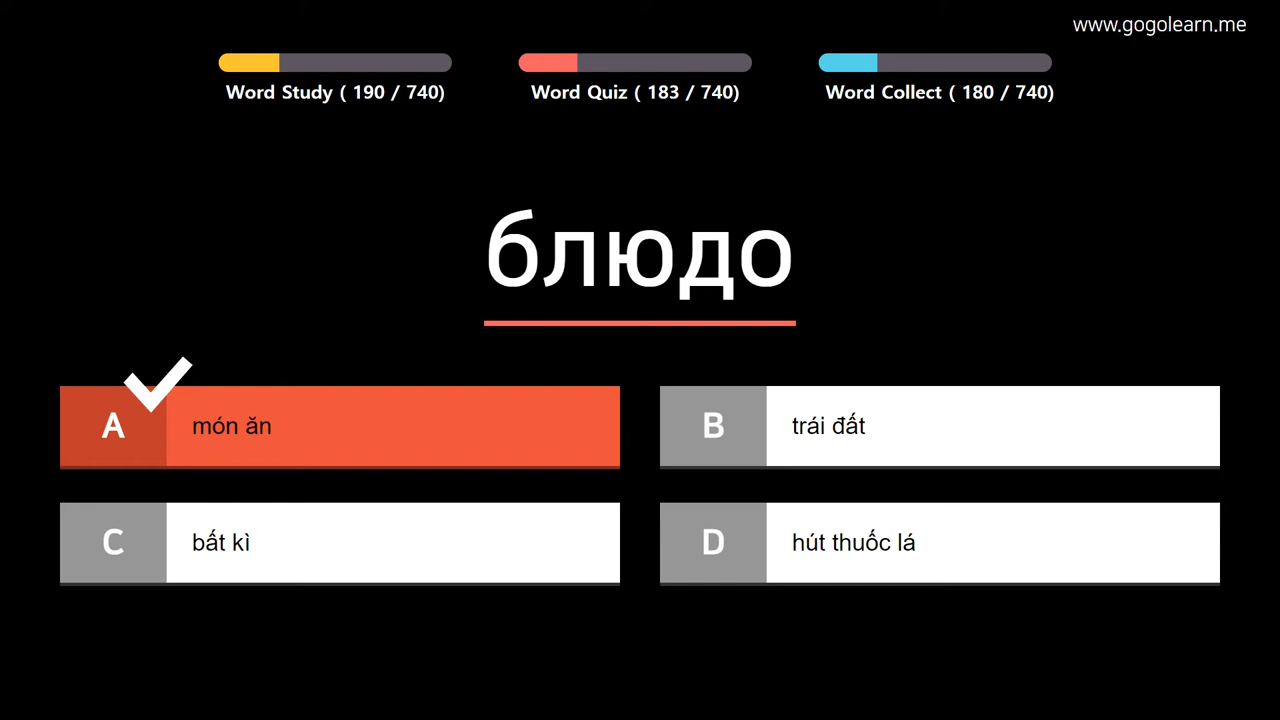 www.gogolearn.me
Word Study ( 190 / 740)
Word Quiz ( 183 / 740)
Word Collect ( 180 / 740)
блюдо
A món ăn
B trái đất
C bất kì
D hút thuốc lá